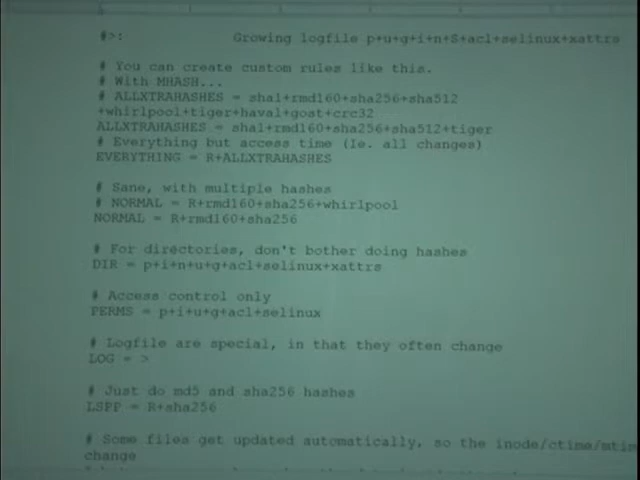 #>: Growing logfile p+u+g+i+n+S+acl+selinux+xattrs
# You can create custom rules like this.
# With MHASH...
# ALLXTRAHASHES = sha1+rmd160+sha256+sha512
+whirlpool+tiger+haval+gost+crc32
ALLXTRAHASHES = sha1+rmd160+sha256+sha512+tiger
# Everything but access time (Ie. all changes)
EVERYTHING = R+ALLXTRAHASHES
# Sane, with multiple hashes
# NORMAL = R+rmd160+sha256+whirlpool
NORMAL = R+rmd160+sha256
# For directories, don't bother doing hashes
DIR = p+i+n+u+g+acl+selinux+xattrs
# Access control only
PERMS = p+i+u+g+acl+selinux
# Logfile are special, in that they often change
LOG = >
# Just do md5 and sha256 hashes
LSPP = R+sha256
# Some files get updated automatically, so the inode/ctime/mtim
change